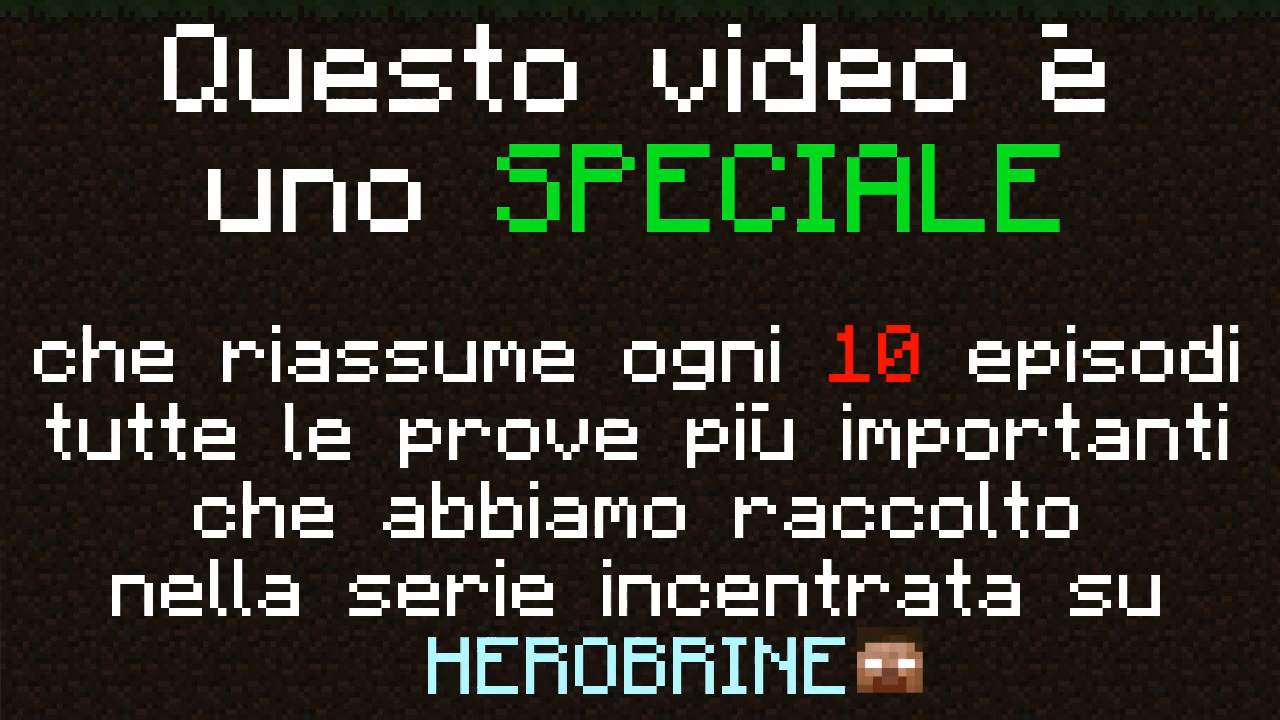 Questo video è
uno SPECIALE
che riassume ogni 10 episodi
tutte le prove più importanti
che abbiamo raccolto
nella serie incentrata su
HEROBRINE